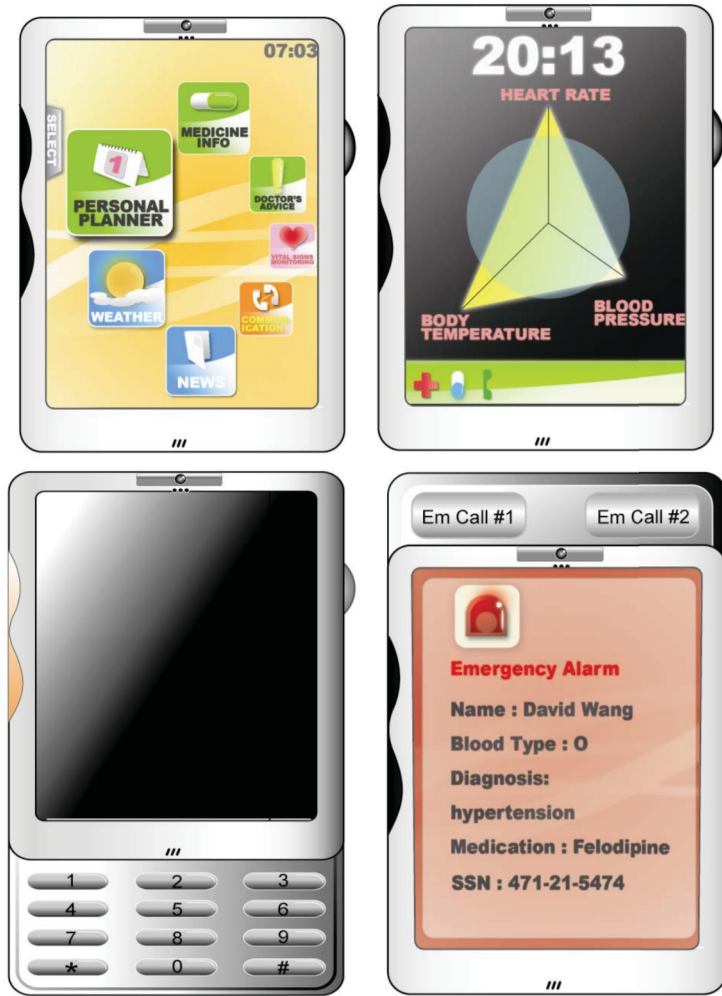 07:03
SELECT
MEDICINE
INFO
PERSONAL
PLANNER
DOCTOR'S
ADVICE
VITAL SIGNS
MONITORING
WEATHER
COMMUN
ICATION
NEWS
20:13
HEART RATE
BODY
TEMPERATURE
BLOOD
PRESSURE
1 2 3
4 5 6
7 8 9
* 0 #
Em Call #1 Em Call #2
Emergency Alarm
Name : David Wang
Blood Type : O
Diagnosis:
hypertension
Medication : Felodipine
SSN : 471-21-5474